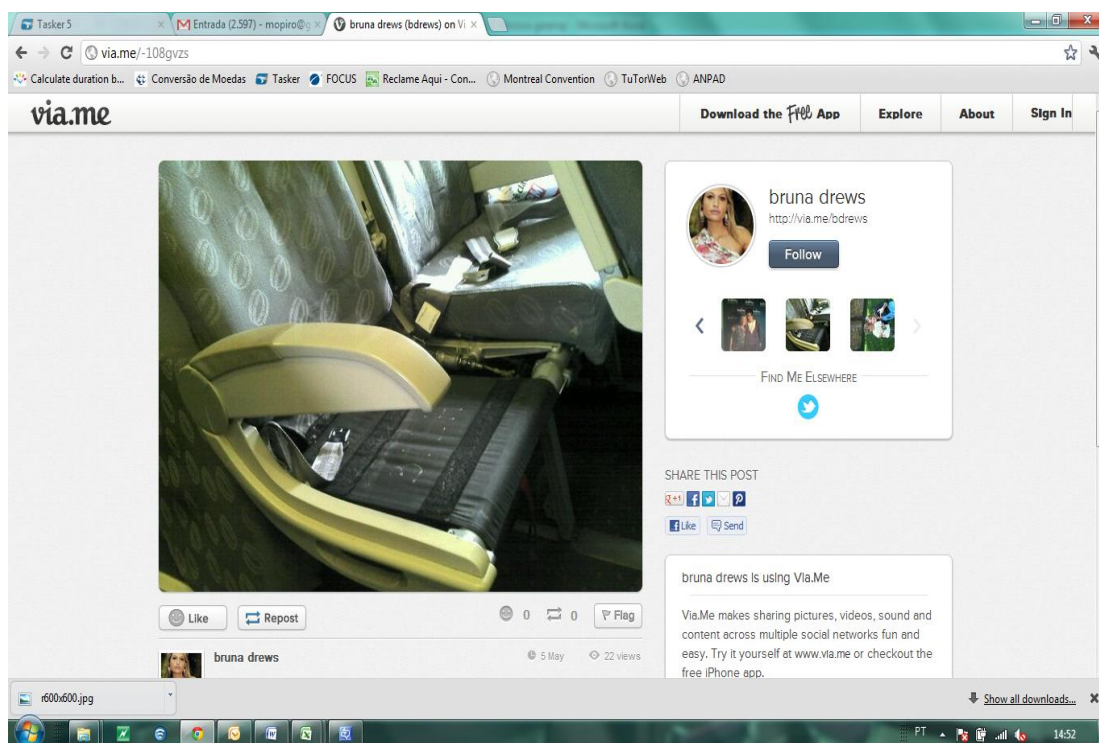 Tasker 5
Entrada (2.597) - mopiro@g
bruna drews (bdrews) on Vi
via.me/-108gvzs
Calculate duration b...
Conversão de Moedas
Tasker
FOCUS
Reclame Aqui - Con...
Montreal Convention
TuTorWeb
ANPAD
via.me
Download the Free App
Explore
About
Sign In
bruna drews
http://via.me/bdrews
Follow
Find Me Elsewhere
SHARE THIS POST
+1
Like
Send
bruna drews is using Via.Me
Via.Me makes sharing pictures, videos, sound and
content across multiple social networks fun and
easy. Try it yourself at www.via.me or checkout the
free iPhone app.
Like
Repost
0
0
Flag
bruna drews
5 May
22 views
r600x600.jpg
Show all downloads...
PT
14:52